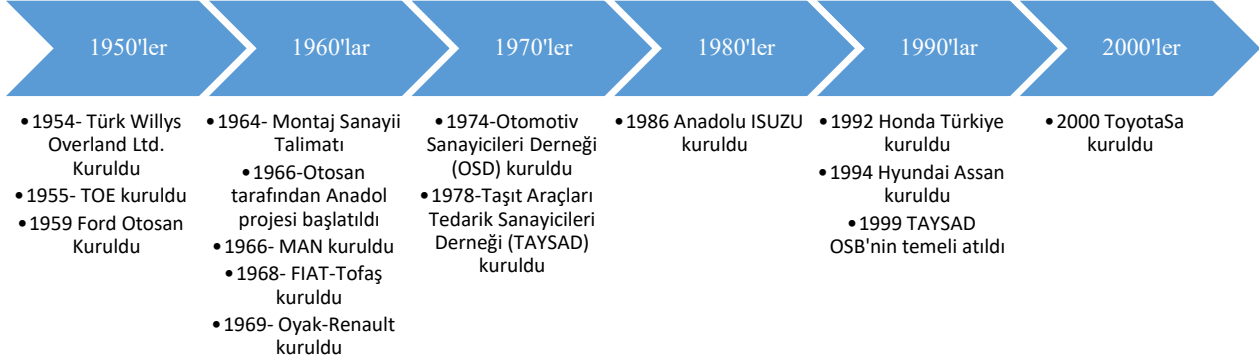 1950'ler
1960'lar
1970'ler
1980'ler
1990'lar
2000'ler
•1954- Türk Willys
Overland Ltd.
Kuruldu
•1955- TOE kuruldu
•1959 Ford Otosan
Kuruldu
•1964- Montaj Sanayii
Talimatı
•1966-Otosan
tarafından Anadol
projesi başlatıldı
•1966- MAN kuruldu
•1968- FIAT-Tofaş
kuruldu
•1969- Oyak-Renault
kuruldu
•1974-Otomotiv
Sanayicileri Derneği
(OSD) kuruldu
•1978-Taşıt Araçları
Tedarik Sanayicileri
Derneği (TAYSAD)
kuruldu
•1986 Anadolu ISUZU
kuruldu
•1992 Honda Türkiye
kuruldu
•1994 Hyundai Assan
kuruldu
•1999 TAYSAD
OSB'nin temeli atıldı
•2000 ToyotaSa
kuruldu